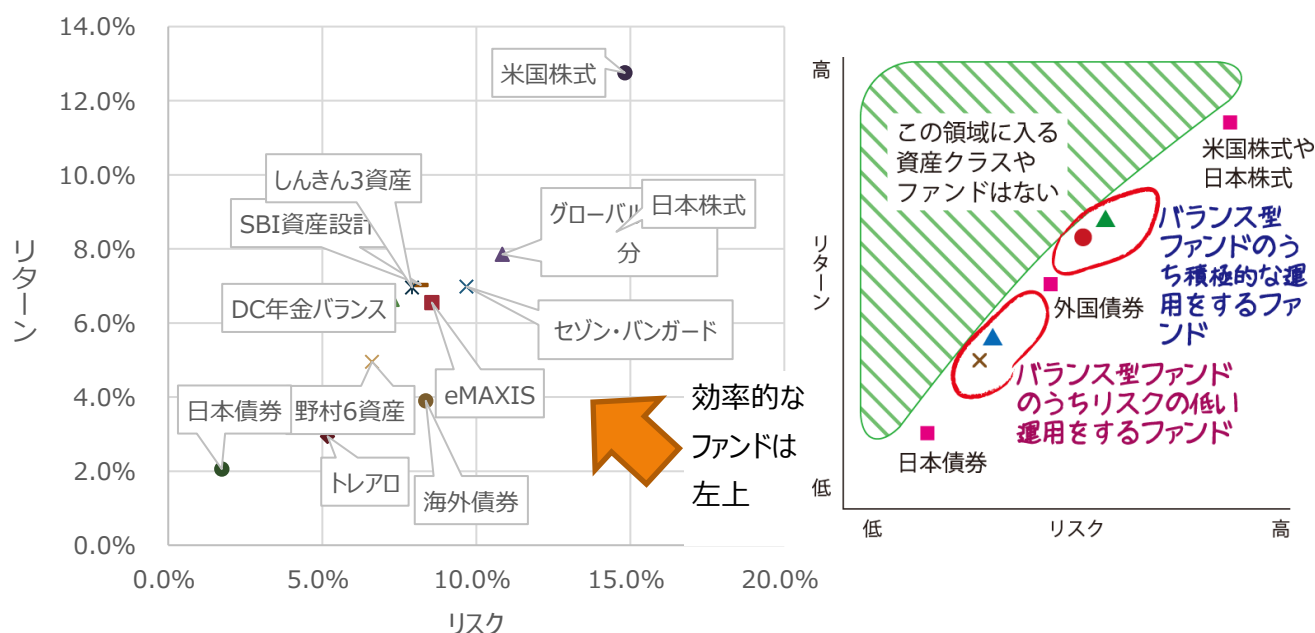 14.0%
12.0%
10.0%
8.0%
6.0%
4.0%
2.0%
0.0%
リターン
0.0%
5.0%
10.0%
15.0%
20.0%
リスク
米国株式
しんきん3資産
SBI資産設計
グローバル
分
日本株式
DC年金バランス
セゾン・バンガード
eMAXIS
日本債券
野村6資産
トレアロ
海外債券
効率的な
ファンドは
左上
高
リターン
低
低
リスク
高
この領域に入る
資産クラスや
ファンドはない
米国株式や
日本株式
バランス型
ファンドのう
ち積極的な運
用をするファ
ンド
外国債券
バランス型ファンド
のうちリスクの低い
運用をするファンド
日本債券